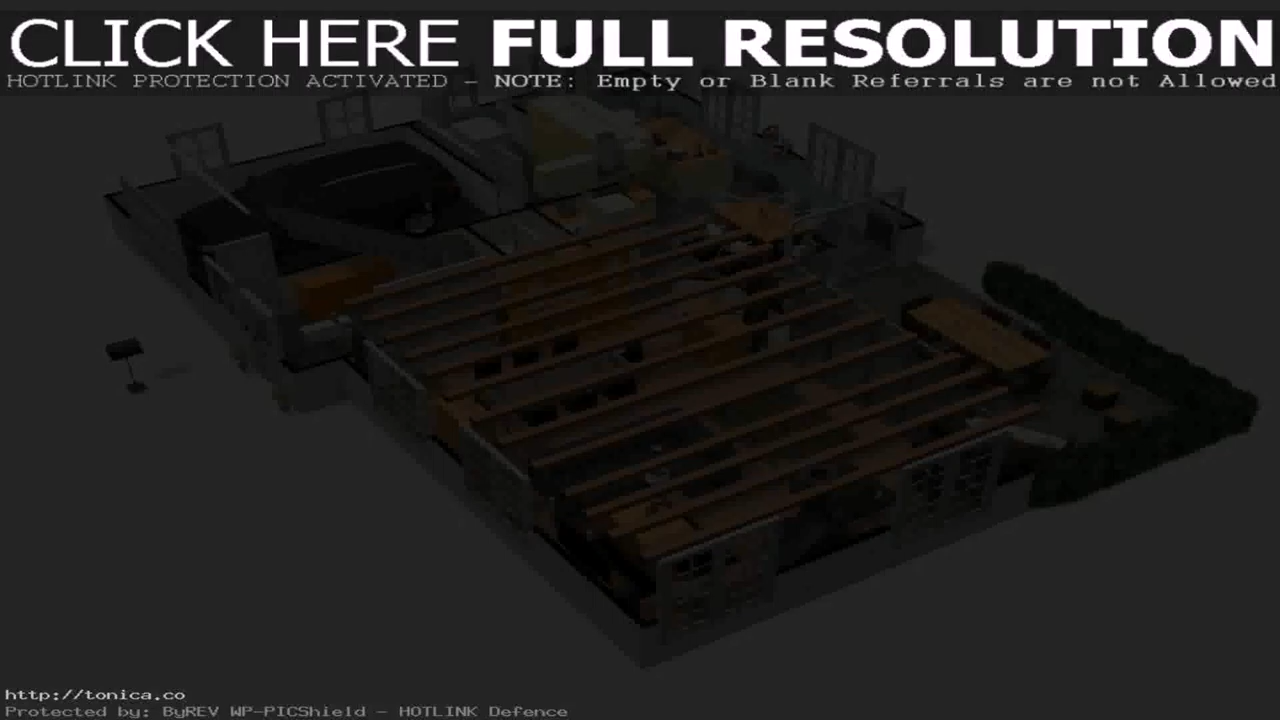 CLICK HERE FULL RESOLUTION
HOTLINK PROTECTION ACTIVATED - NOTE: Empty or Blank Referrals are not Allowed
http://tonica.co
Protected by: ByREV WP-PICShield - HOTLINK Defence